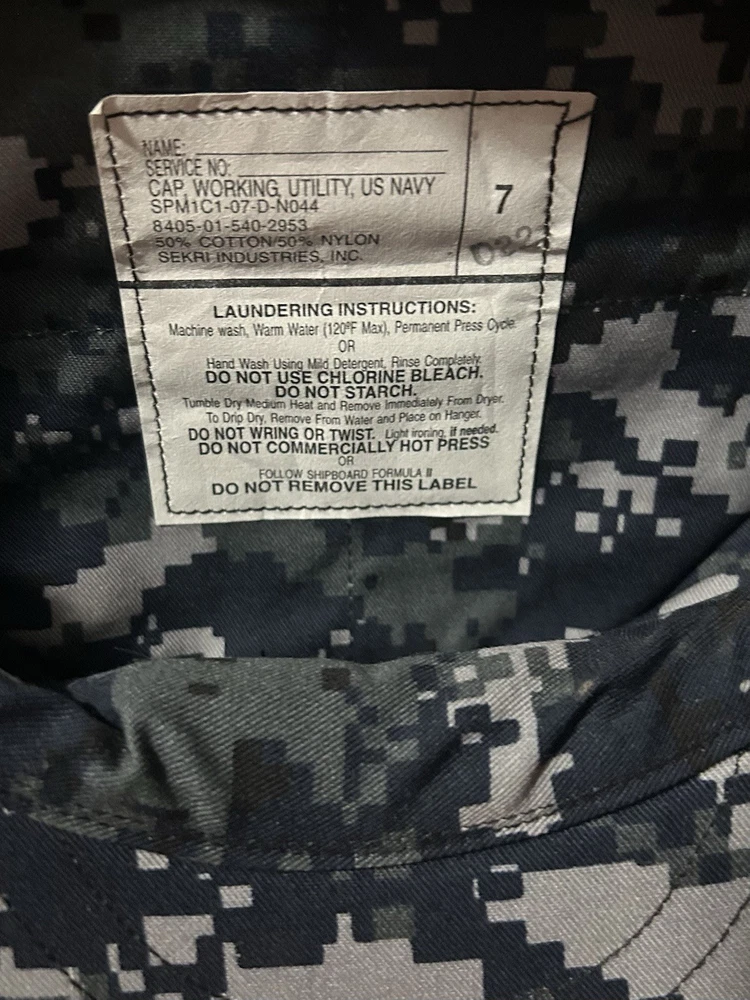 NAME:
SERVICE NO:
CAP, WORKING, UTILITY, US NAVY
SPM1C1-07-D-N044
8405-01-540-2953
50% COTTON/50% NYLON
SEKRI INDUSTRIES, INC.
7
D22
LAUNDERING INSTRUCTIONS:
Machine wash, Warm Water (120ºF Max), Permanent Press Cycle.
OR
Hand Wash Using Mild Detergent, Rinse Completely.
DO NOT USE CHLORINE BLEACH.
DO NOT STARCH.
Tumble Dry Medium Heat and Remove Immediately From Dryer.
To Drip Dry, Remove From Water and Place on Hanger.
DO NOT WRING OR TWIST. Light ironing, if needed.
DO NOT COMMERCIALLY HOT PRESS
OR
FOLLOW SHIPBOARD FORMULA II
DO NOT REMOVE THIS LABEL